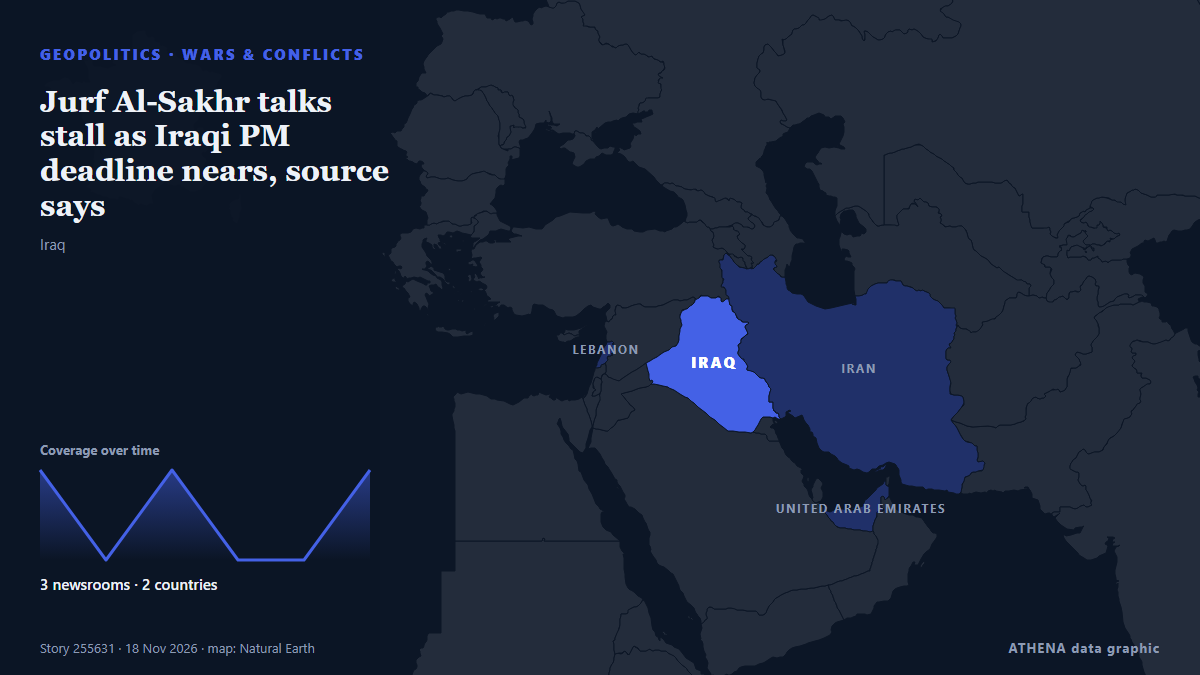 GEOPOLITICS · WARS & CONFLICTS
Jurf Al-Sakhr talks
stall as Iraqi PM
deadline nears, source
says
Iraq
LEBANON
IRAQ
IRAN
UNITED ARAB EMIRATES
Coverage over time
3 newsrooms · 2 countries
Story 255631 · 18 Nov 2026 · map: Natural Earth
ATHENA data graphic